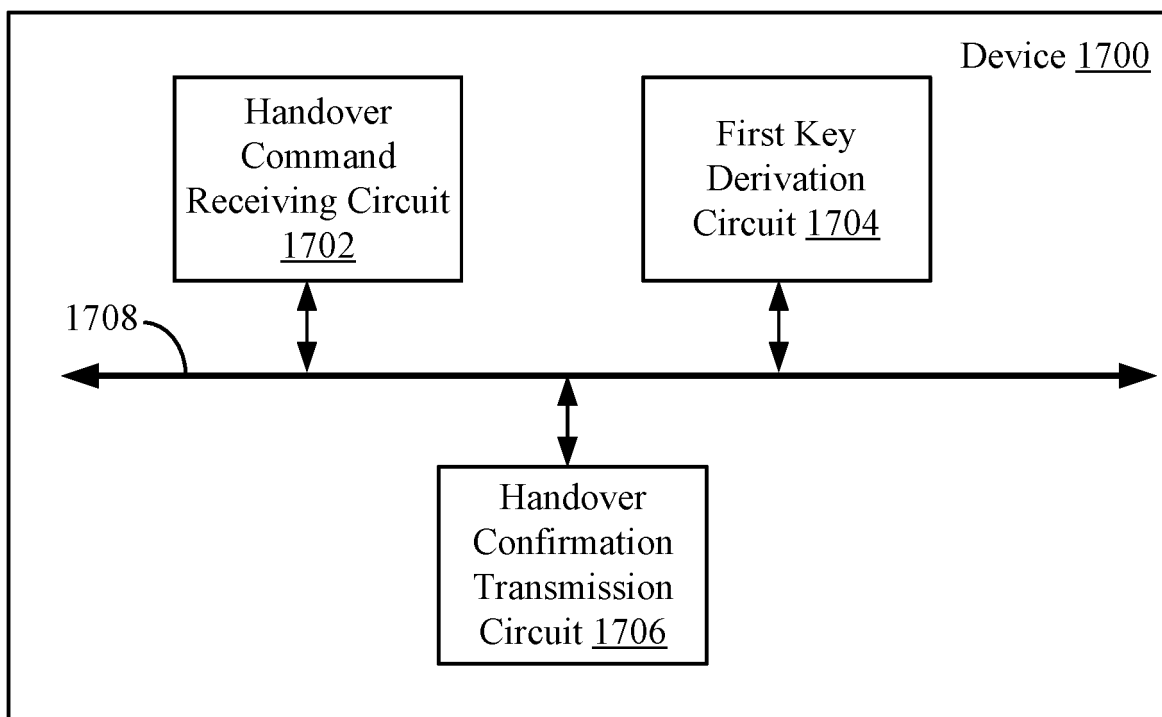 Device 1700
Handover
Command
Receiving Circuit
1702
First Key
Derivation
Circuit 1704
1708
Handover
Confirmation
Transmission
Circuit 1706